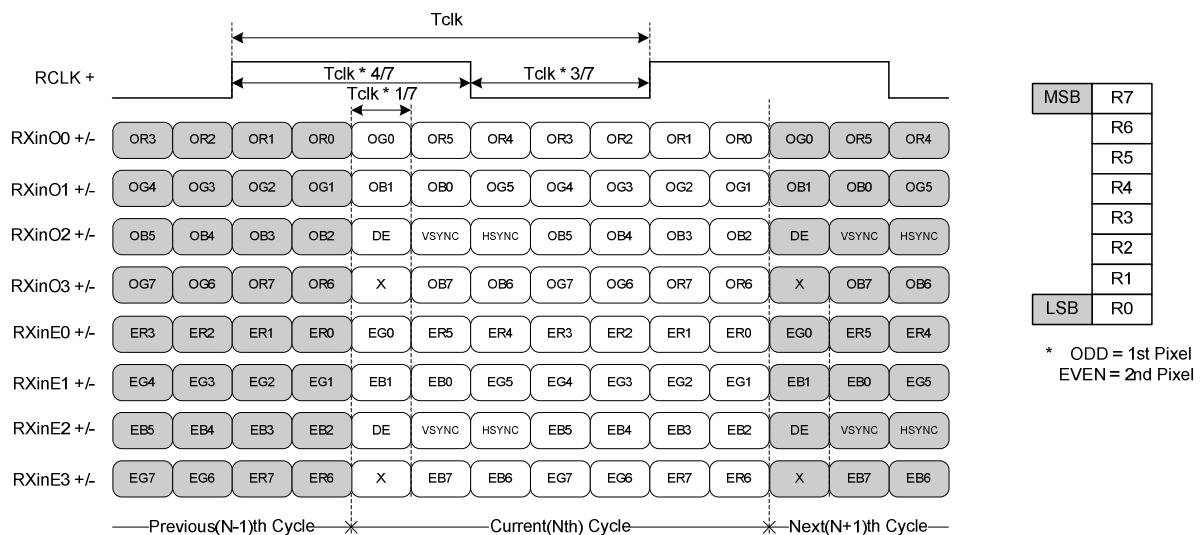 Tclk
RCLK +
Tclk * 4/7
Tclk * 3/7
Tclk * 1/7
RXinO0 +/- OR3 OR2 OR1 OR0 OG0 OR5 OR4 OR3 OR2 OR1 OR0 OG0 OR5 OR4
RXinO1 +/- OG4 OG3 OG2 OG1 OB1 OB0 OG5 OG4 OG3 OG2 OG1 OB1 OB0 OG5
RXinO2 +/- OB5 OB4 OB3 OB2 DE VSYNC HSYNC OB5 OB4 OB3 OB2 DE VSYNC HSYNC
RXinO3 +/- OG7 OG6 OR7 OR6 X OB7 OB6 OG7 OG6 OR7 OR6 X OB7 OB6
RXinE0 +/- ER3 ER2 ER1 ER0 EG0 ER5 ER4 ER3 ER2 ER1 ER0 EG0 ER5 ER4
RXinE1 +/- EG4 EG3 EG2 EG1 EB1 EB0 EG5 EG4 EG3 EG2 EG1 EB1 EB0 EG5
RXinE2 +/- EB5 EB4 EB3 EB2 DE VSYNC HSYNC EB5 EB4 EB3 EB2 DE VSYNC HSYNC
RXinE3 +/- EG7 EG6 ER7 ER6 X EB7 EB6 EG7 EG6 ER7 ER6 X EB7 EB6
Previous(N-1)th Cycle Current(Nth) Cycle Next(N+1)th Cycle
MSB R7
R6
R5
R4
R3
R2
R1
LSB R0
* ODD = 1st Pixel
EVEN = 2nd Pixel